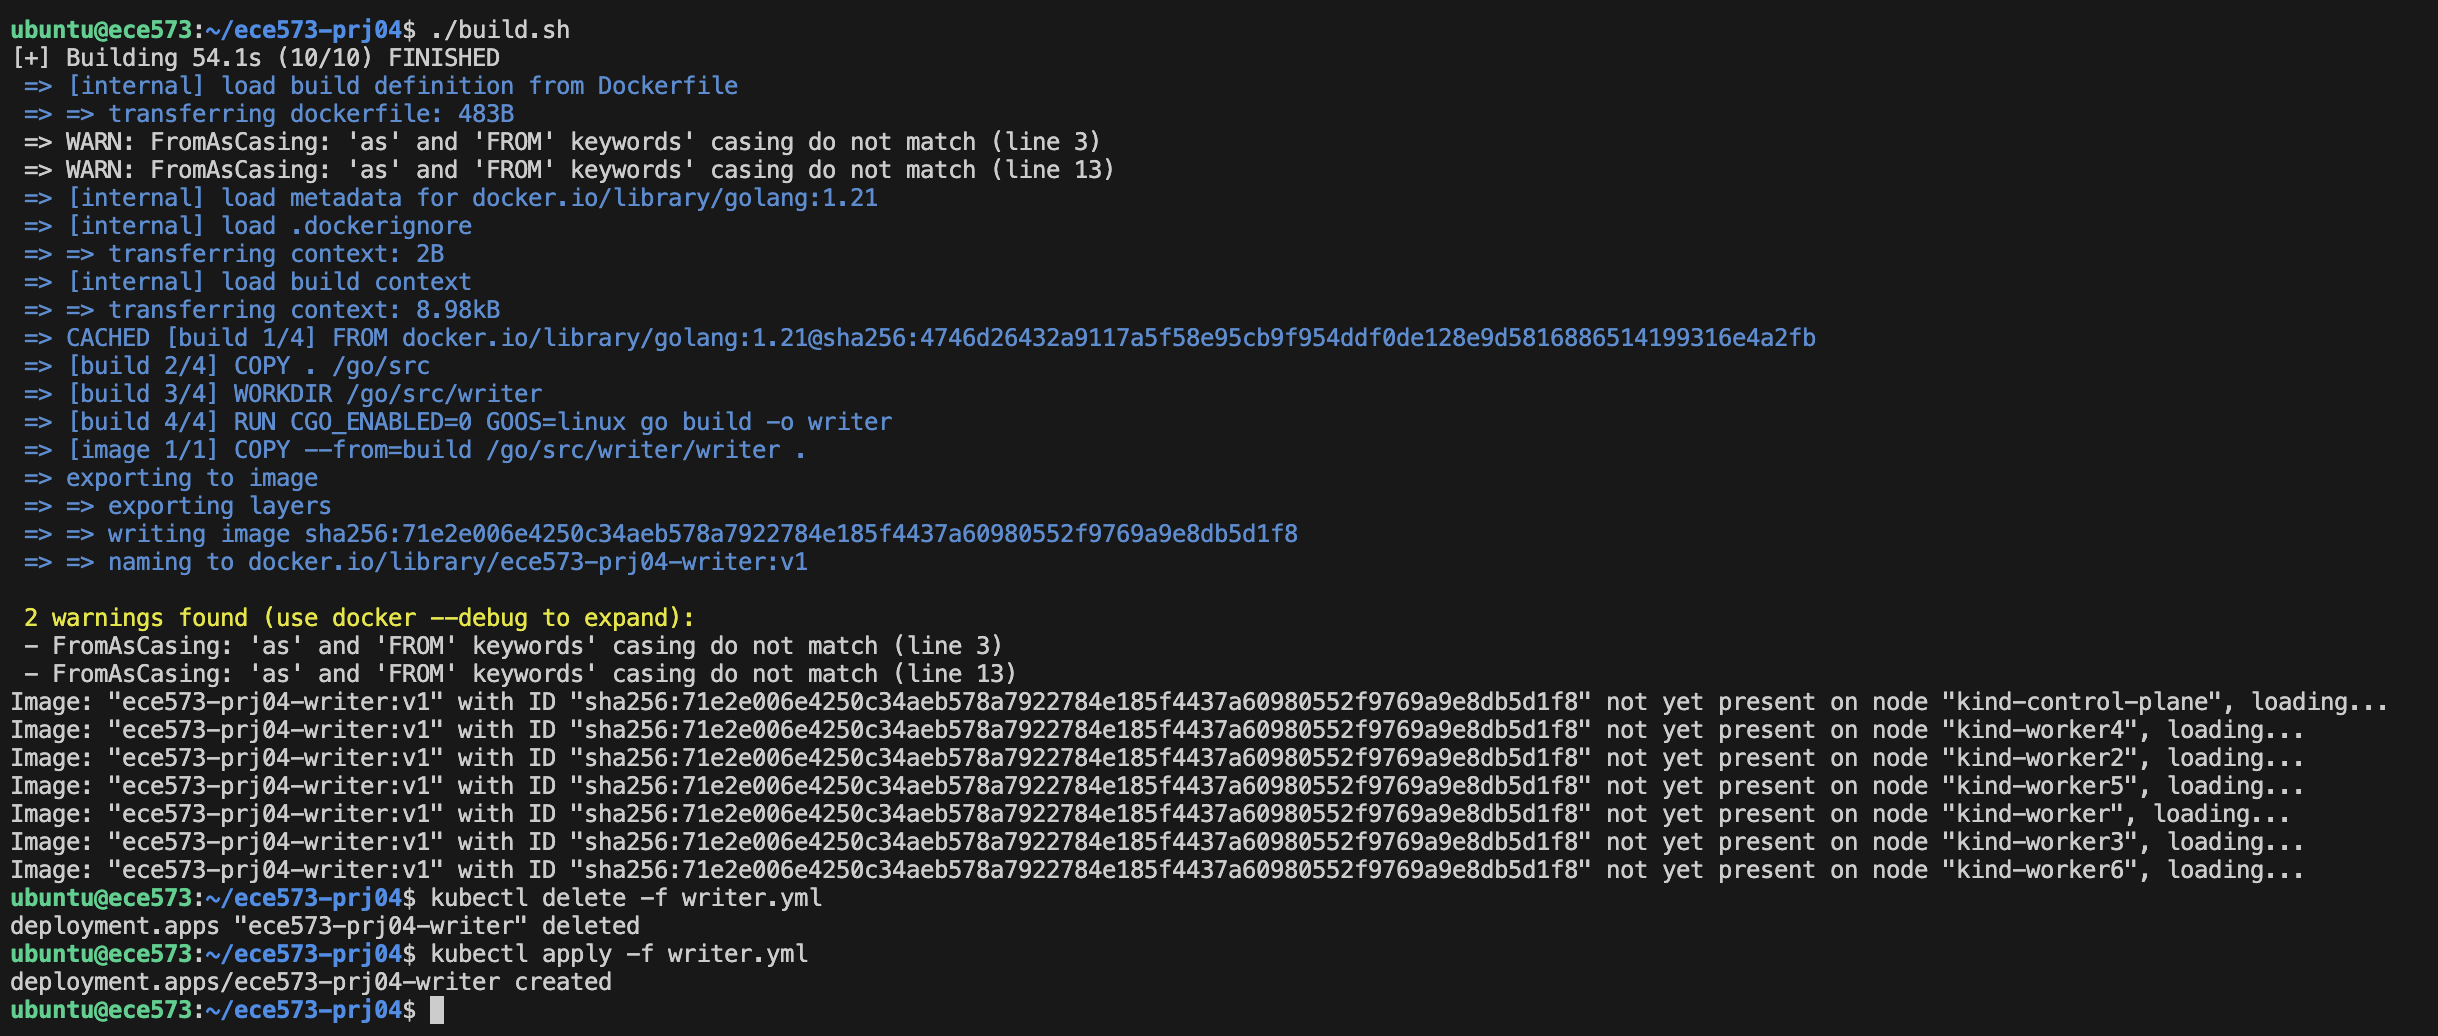 ubuntu@ece573:~/ece573-prj04$ ./build.sh
[+] Building 54.1s (10/10) FINISHED
 => [internal] load build definition from Dockerfile
 => => transferring dockerfile: 483B
 => WARN: FromAsCasing: 'as' and 'FROM' keywords' casing do not match (line 3)
 => WARN: FromAsCasing: 'as' and 'FROM' keywords' casing do not match (line 13)
 => [internal] load metadata for docker.io/library/golang:1.21
 => [internal] load .dockerignore
 => => transferring context: 2B
 => [internal] load build context
 => => transferring context: 8.98kB
 => CACHED [build 1/4] FROM docker.io/library/golang:1.21@sha256:4746d26432a9117a5f58e95cb9f954ddf0de128e9d5816886514199316e4a2fb
 => [build 2/4] COPY . /go/src
 => [build 3/4] WORKDIR /go/src/writer
 => [build 4/4] RUN CGO_ENABLED=0 GOOS=linux go build -o writer
 => [image 1/1] COPY --from=build /go/src/writer/writer .
 => exporting to image
 => => exporting layers
 => => writing image sha256:71e2e006e4250c34aeb578a7922784e185f4437a60980552f9769a9e8db5d1f8
 => => naming to docker.io/library/ece573-prj04-writer:v1

 2 warnings found (use docker --debug to expand):
 - FromAsCasing: 'as' and 'FROM' keywords' casing do not match (line 3)
 - FromAsCasing: 'as' and 'FROM' keywords' casing do not match (line 13)
Image: "ece573-prj04-writer:v1" with ID "sha256:71e2e006e4250c34aeb578a7922784e185f4437a60980552f9769a9e8db5d1f8" not yet present on node "kind-control-plane", loading...
Image: "ece573-prj04-writer:v1" with ID "sha256:71e2e006e4250c34aeb578a7922784e185f4437a60980552f9769a9e8db5d1f8" not yet present on node "kind-worker4", loading...
Image: "ece573-prj04-writer:v1" with ID "sha256:71e2e006e4250c34aeb578a7922784e185f4437a60980552f9769a9e8db5d1f8" not yet present on node "kind-worker2", loading...
Image: "ece573-prj04-writer:v1" with ID "sha256:71e2e006e4250c34aeb578a7922784e185f4437a60980552f9769a9e8db5d1f8" not yet present on node "kind-worker5", loading...
Image: "ece573-prj04-writer:v1" with ID "sha256:71e2e006e4250c34aeb578a7922784e185f4437a60980552f9769a9e8db5d1f8" not yet present on node "kind-worker", loading...
Image: "ece573-prj04-writer:v1" with ID "sha256:71e2e006e4250c34aeb578a7922784e185f4437a60980552f9769a9e8db5d1f8" not yet present on node "kind-worker3", loading...
Image: "ece573-prj04-writer:v1" with ID "sha256:71e2e006e4250c34aeb578a7922784e185f4437a60980552f9769a9e8db5d1f8" not yet present on node "kind-worker6", loading...
ubuntu@ece573:~/ece573-prj04$ kubectl delete -f writer.yml
deployment.apps "ece573-prj04-writer" deleted
ubuntu@ece573:~/ece573-prj04$ kubectl apply -f writer.yml
deployment.apps/ece573-prj04-writer created
ubuntu@ece573:~/ece573-prj04$